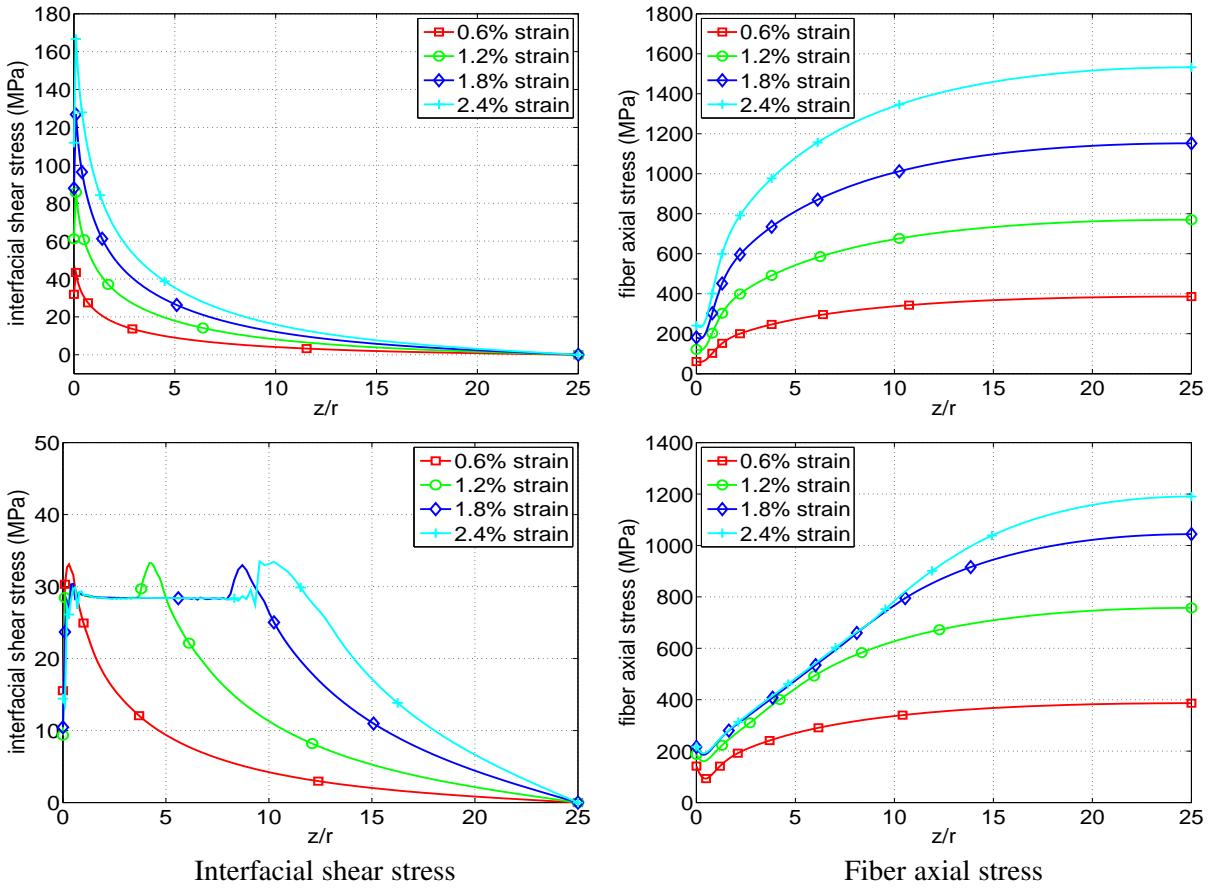 180
160
140
120
100
80
60
40
20
0
0 5 10 15 20 25
interfacial shear stress (MPa)
z/r
0.6% strain
1.2% strain
1.8% strain
2.4% strain
1800
1600
1400
1200
1000
800
600
400
200
0
0 5 10 15 20 25
fiber axial stress (MPa)
z/r
0.6% strain
1.2% strain
1.8% strain
2.4% strain
50
40
30
20
10
0
0 5 10 15 20 25
interfacial shear stress (MPa)
z/r
0.6% strain
1.2% strain
1.8% strain
2.4% strain
1400
1200
1000
800
600
400
200
0
0 5 10 15 20 25
fiber axial stress (MPa)
z/r
0.6% strain
1.2% strain
1.8% strain
2.4% strain
Interfacial shear stress
Fiber axial stress